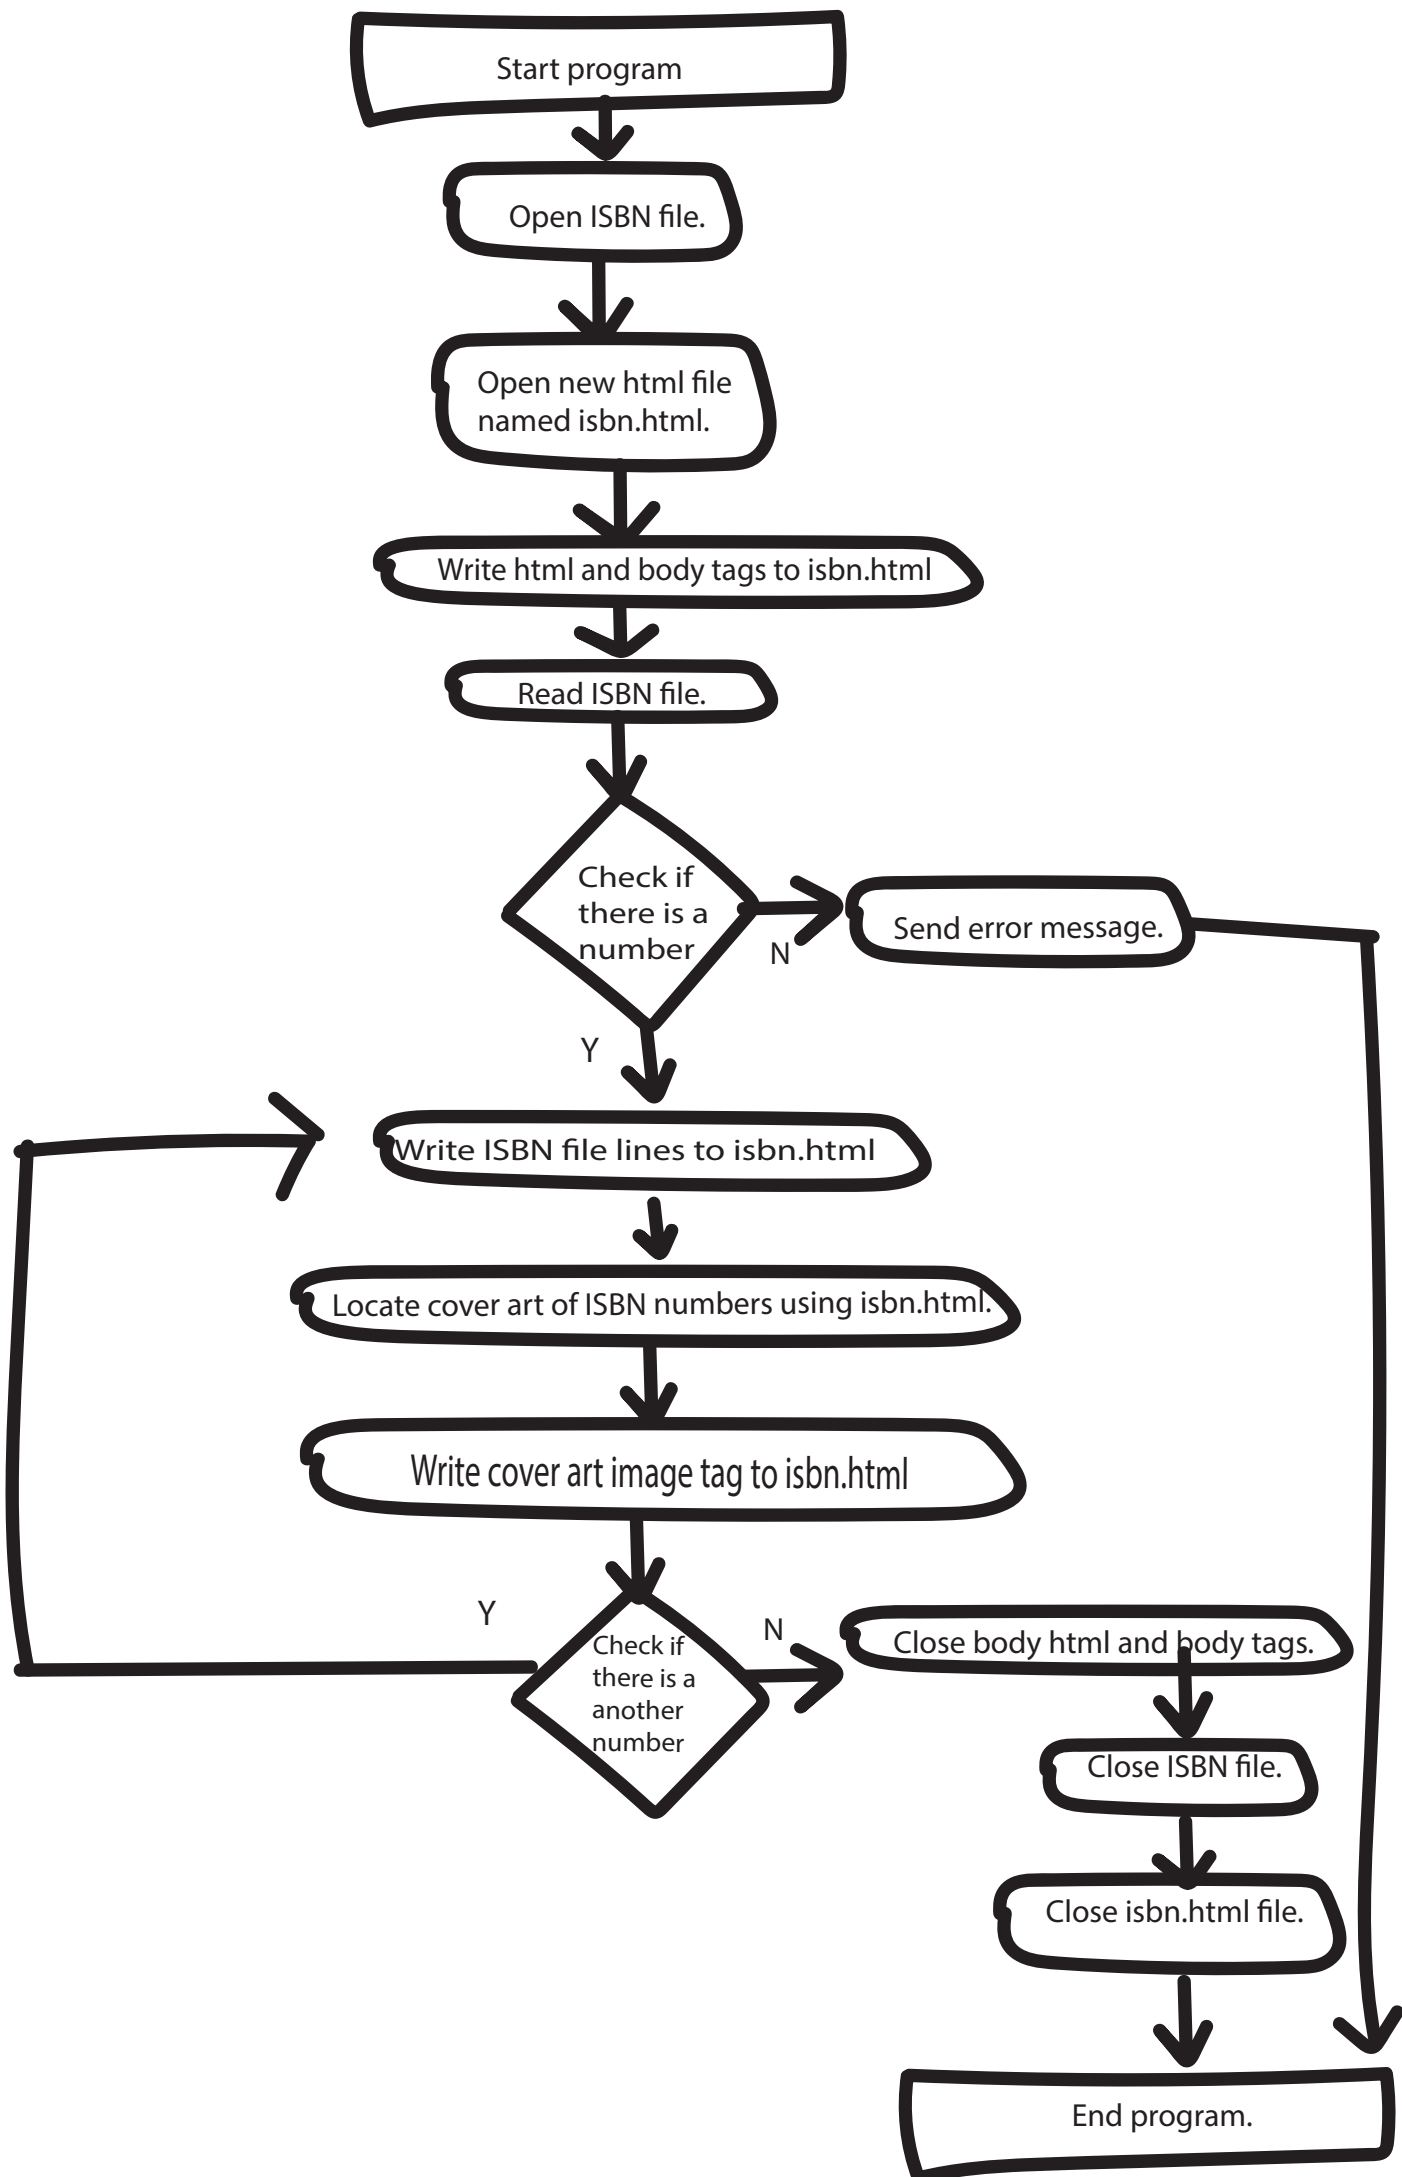 Start program
Open ISBN file.
Open new html file
named isbn.html.
Write html and body tags to isbn.html
Read ISBN file.
Check if
there is a
number
N
Send error message.
Y
Write ISBN file lines to isbn.html
Locate cover art of ISBN numbers using isbn.html.
Write cover art image tag to isbn.html
Y
Check if
there is a
another
number
N
Close body html and body tags.
Close ISBN file.
Close isbn.html file.
End program.